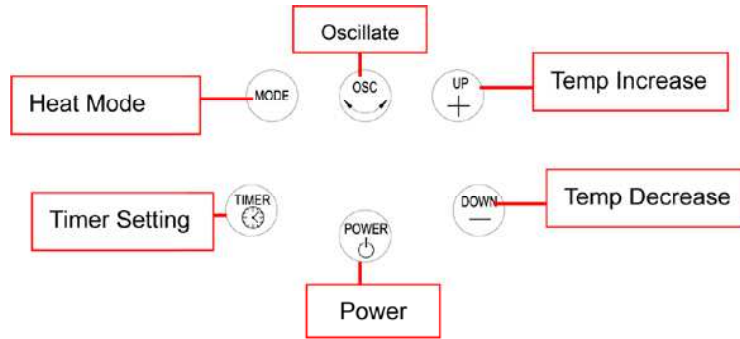 Oscillate
Heat Mode
MODE
OSC
UP
Temp Increase
Timer Setting
TIMER
POWER
DOWN
Temp Decrease
Power